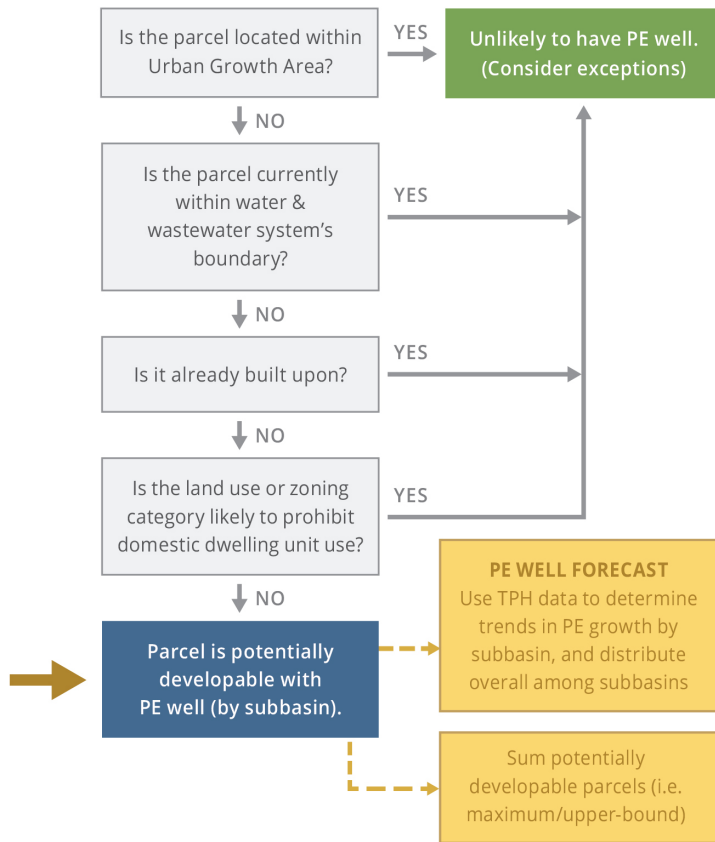 Is the parcel located within
Urban Growth Area?
YES
Unlikely to have PE well.
(Consider exceptions)
NO
Is the parcel currently
within water &
wastewater system’s
boundary?
YES
NO
Is it already built upon?
YES
NO
Is the land use or zoning
category likely to prohibit
domestic dwelling unit use?
YES
NO
Parcel is potentially
developable with
PE well (by subbasin).
PE WELL FORECAST
Use TPH data to determine
trends in PE growth by
subbasin, and distribute
overall among subbasins
Sum potentially
developable parcels (i.e.
maximum/upper-bound)